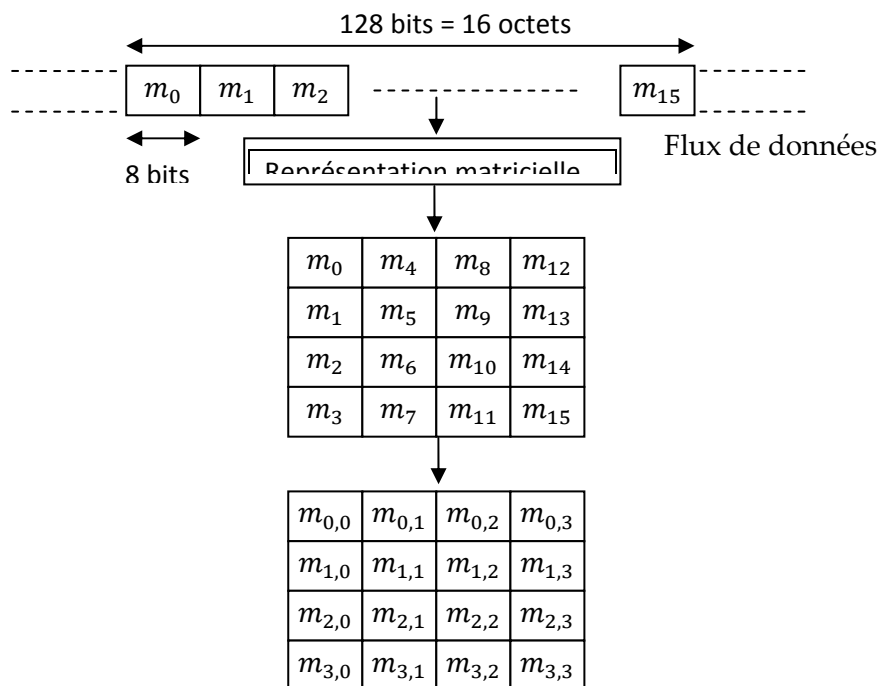 128 bits = 16 octets
m₀ m₁ m₂ m₁₅
Flux de données
8 bits
Représentation matricielle
m₀ m₄ m₈ m₁₂
m₁ m₅ m₉ m₁₃
m₂ m₆ m₁₀ m₁₄
m₃ m₇ m₁₁ m₁₅
m₀,₀ m₀,₁ m₀,₂ m₀,₃
m₁,₀ m₁,₁ m₁,₂ m₁,₃
m₂,₀ m₂,₁ m₂,₂ m₂,₃
m₃,₀ m₃,₁ m₃,₂ m₃,₃